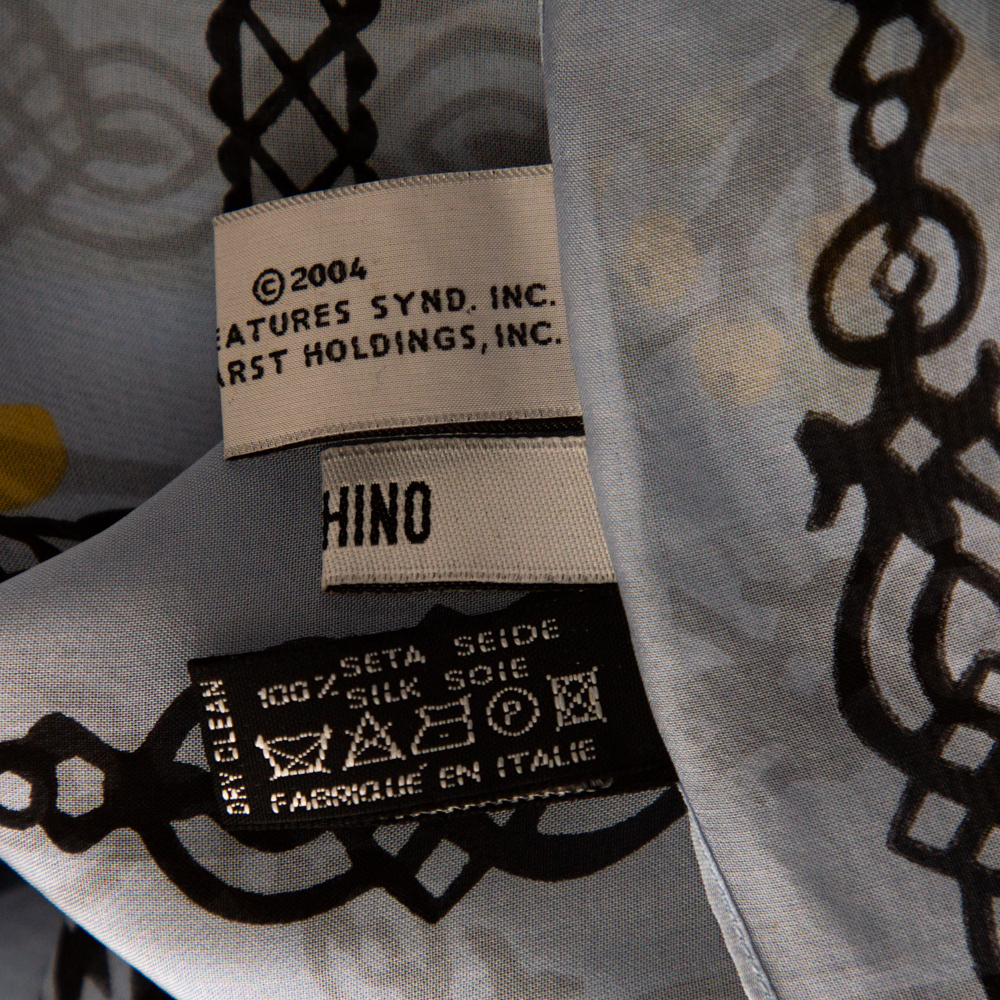 © 2004
EATURES SYND. INC.
ARST HOLDINGS, INC.
HINO
100% SETA SEIDE
SILK SOIE
P
FABRIQUÉ EN ITALIE
DRY CLEAN